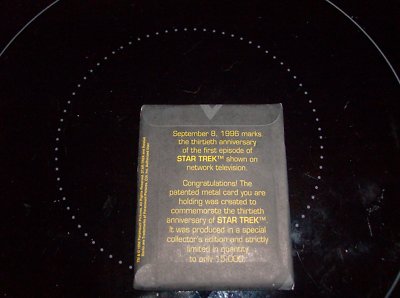 September 8, 1996 marks
the thirtieth anniversary
of the first episode of
STAR TREK™ shown on
network television.
Congratulations! The
patented metal card you are
holding was created to
commemorate the thirtieth
anniversary of STAR TREK™.
It was produced in a special
collector's edition and strictly
limited in quantity
to only 15,000.